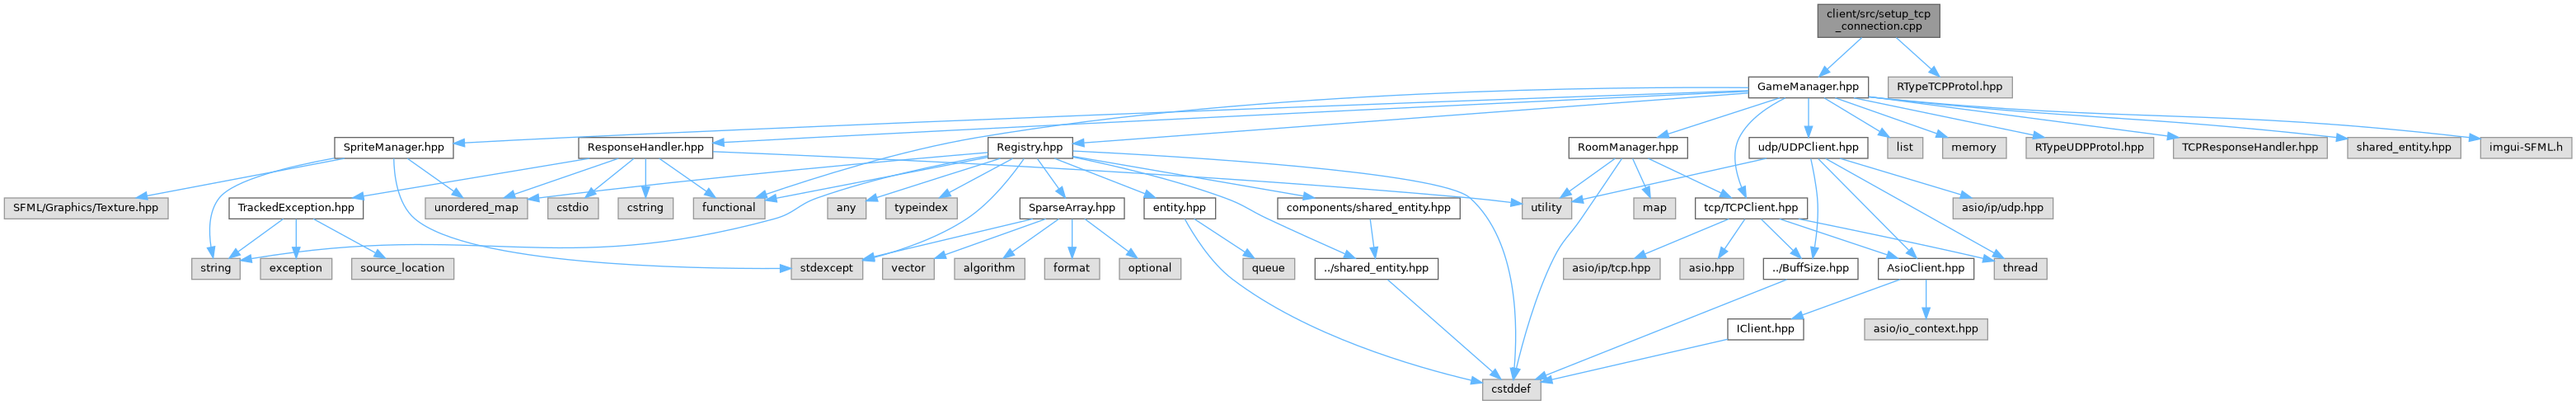 client/src/setup_tcp
_connection.cpp
GameManager.hpp
RTypeTCPProtol.hpp
SpriteManager.hpp
ResponseHandler.hpp
Registry.hpp
RoomManager.hpp
udp/UDPClient.hpp
list
memory
RTypeUDPProtol.hpp
TCPResponseHandler.hpp
shared_entity.hpp
imgui-SFML.h
SFML/Graphics/Texture.hpp
TrackedException.hpp
unordered_map
cstdio
cstring
functional
any
typeindex
SparseArray.hpp
entity.hpp
components/shared_entity.hpp
utility
map
tcp/TCPClient.hpp
asio/ip/udp.hpp
string
exception
source_location
stdexcept
vector
algorithm
format
optional
queue
../shared_entity.hpp
asio/ip/tcp.hpp
asio.hpp
../BuffSize.hpp
AsioClient.hpp
thread
IClient.hpp
asio/io_context.hpp
cstddef